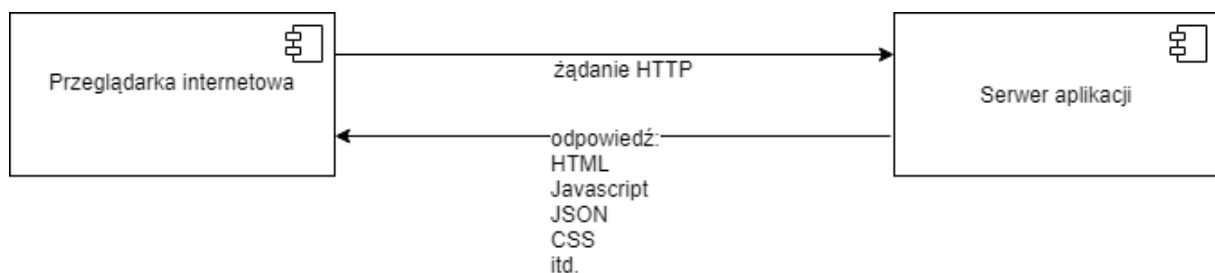 Przeglądarka internetowa
żądanie HTTP
Serwer aplikacji
odpowiedź:
HTML
Javascript
JSON
CSS
itd.